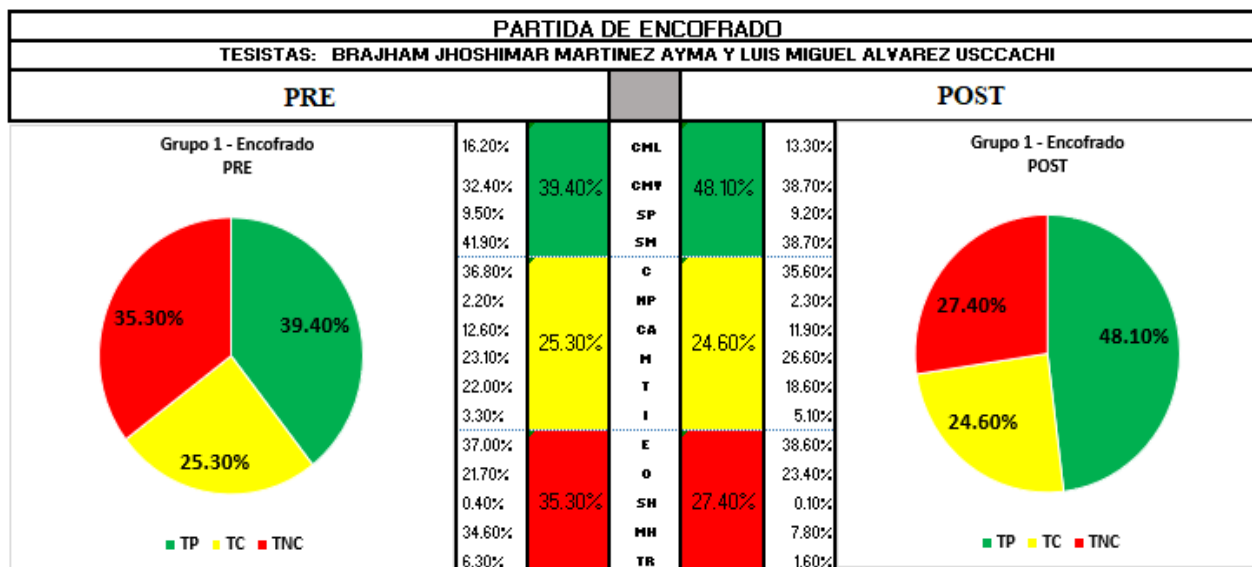 PARTIDA DE ENCOFRADO
TESISTAS: BRAJHAM JHOSHIMAR MARTINEZ AYMA Y LUIS MIGUEL ALVAREZ USCCACHI
PRE
POST
Grupo 1 - Encofrado
PRE
35.30%
39.40%
25.30%
TP TC TNC
16.20% CML 13.30%
32.40% 39.40% CMV 48.10% 38.70%
9.50% SP 9.20%
41.90% SM 38.70%
36.80% C 35.60%
2.20% MP 2.30%
12.60% CA 11.90%
25.30% 24.60%
23.10% M 26.60%
22.00% T 18.60%
3.30% I 5.10%
37.00% E 38.60%
21.70% O 23.40%
0.40% 35.30% SH 27.40% 0.10%
34.60% MH 7.80%
6.30% TR 1.60%
Grupo 1 - Encofrado
POST
27.40%
48.10%
24.60%
TP TC TNC